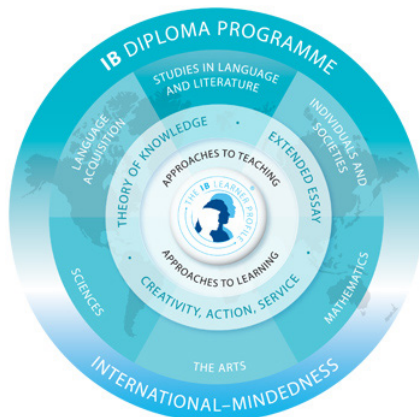 IB DIPLOMA PROGRAMME
STUDIES IN LANGUAGE
AND LITERATURE
LANGUAGE
ACQUISITION
INDIVIDUALS AND
SOCIETIES
THEORY OF KNOWLEDGE
EXTENDED ESSAY
APPROACHES TO TEACHING
THE IB LEARNER PROFILE
APPROACHES TO LEARNING
CREATIVITY, ACTION, SERVICE
SCIENCES
MATHEMATICS
THE ARTS
INTERNATIONAL–MINDEDNESS